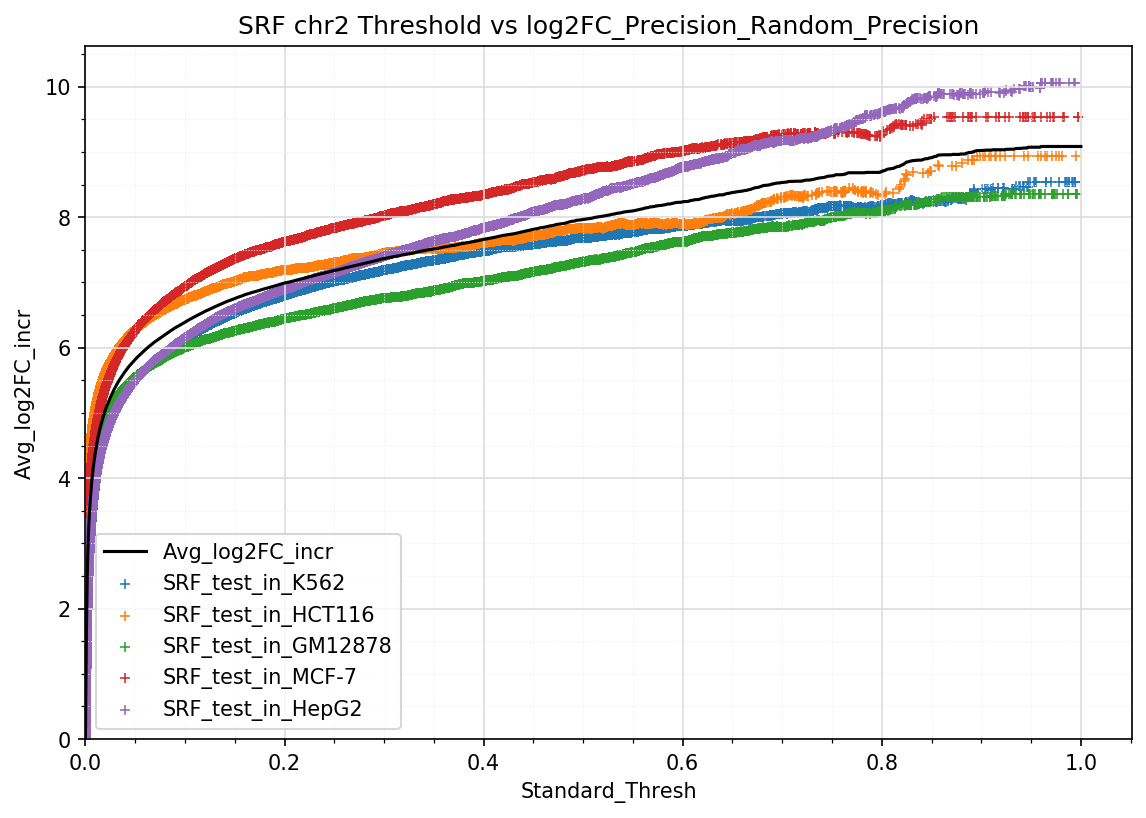 SRF chr2 Threshold vs log2FC_Precision_Random_Precision
Avg_log2FC_incr
10
8
6
4
2
0
Avg_log2FC_incr
SRF_test_in_K562
SRF_test_in_HCT116
SRF_test_in_GM12878
SRF_test_in_MCF-7
SRF_test_in_HepG2
0.0 0.2 0.4 0.6 0.8 1.0
Standard_Thresh